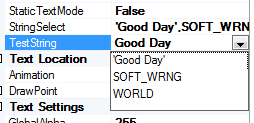 StaticTextMode False
StringSelect 'Good Day',SOFT_WRNG
TestString Good Day
Text Location 'Good Day'
Animation SOFT_WRNG
DrawPoint WORLD
Text Settings
GlobalAlpha 255